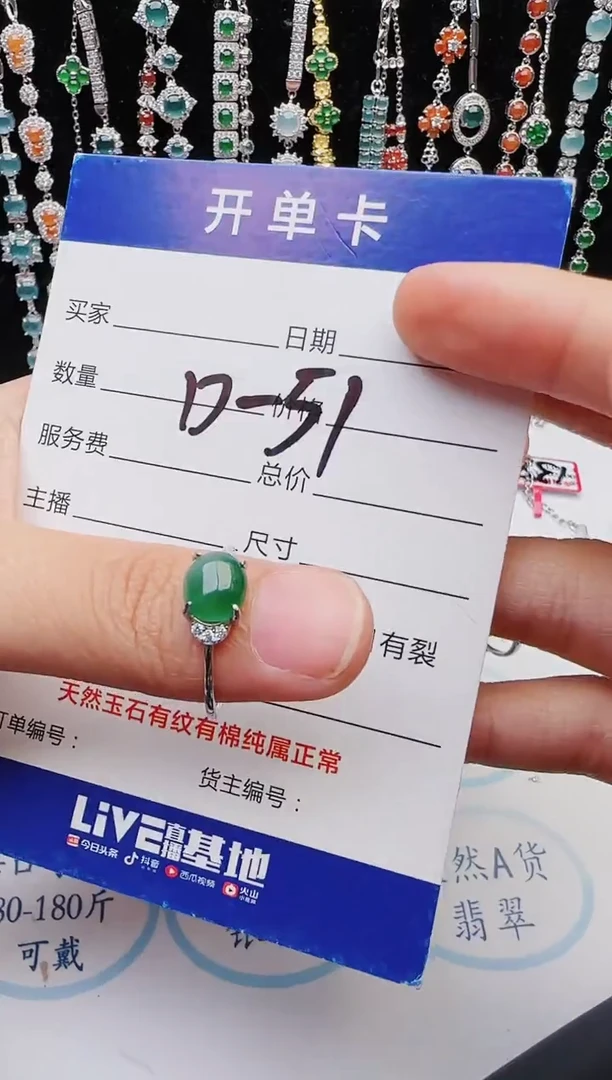 开单卡
买家 日期
数量 价格
D-51
服务费 总价
主播 尺寸
有裂
天然玉石有纹有棉纯属正常
订单编号：
货主编号：
LiVE直播基地
今日头条 抖音 西瓜视频 火山
80-180斤
可戴
然A货
翡翠